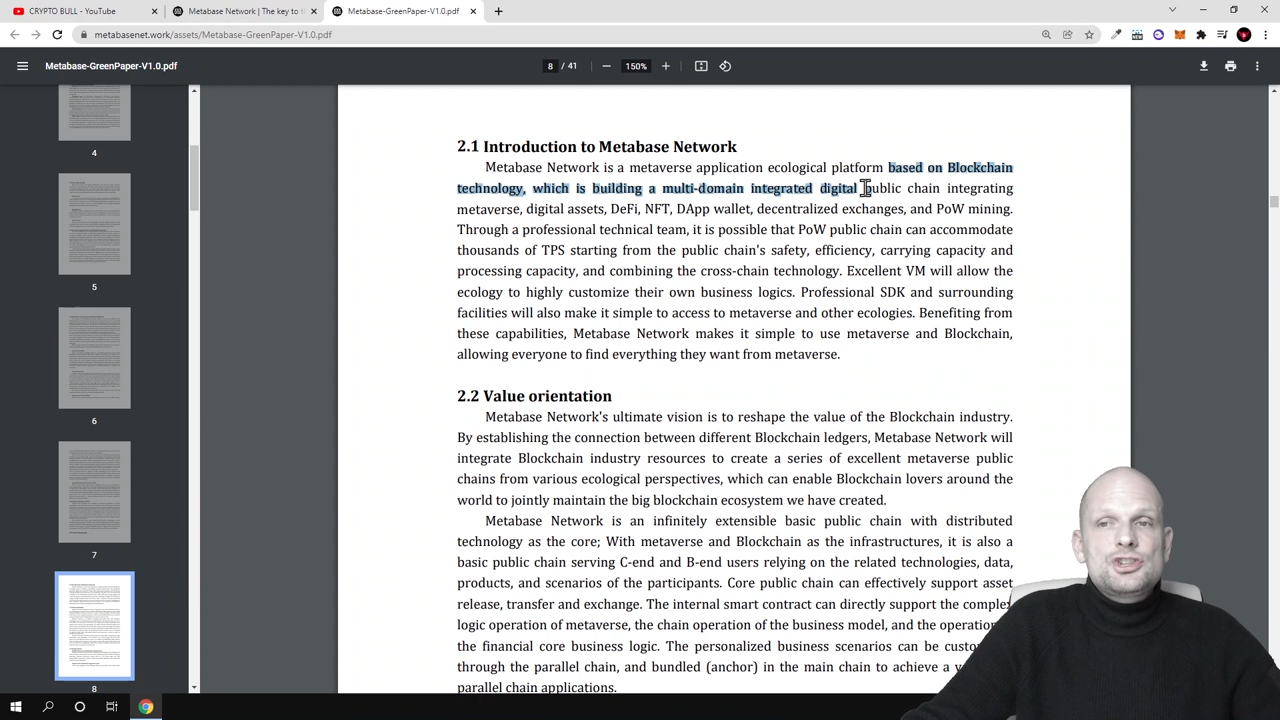 CRYPTO BULL - YouTube
Metabase Network | The key to t
Metabase-GreenPaper-V1.0.pdf
metabasenet.work/assets/Metabase-GreenPaper-V1.0.pdf
Metabase-GreenPaper-V1.0.pdf
8 / 41
150%
4
5
6
7
8
2.1 Introduction to Metabase Network
Metabase Network is a metaverse application ecological platform based on Blockchain
technology, which is building a multi-domain integrated digital public chain integrating
metaverse, digital assets, DeFi, NFT, DApp wallet, decentralized exchanges, and PoW mining.
Through a professional technical team, it is possible that PoW public chain can accommodate
thousands of TPS starting from the public chain's safety, efficiency, carrying capacity and
processing capacity, and combining the cross-chain technology. Excellent VM will allow the
ecology to highly customize their own business logics. Professional SDK and surrounding
facilities will also make it simple to access to metaverse and other ecologies. Benefiting from
these capabilities, Metabase Network makes it simple to use metaverse and Blockchain,
allowing everyone to find everything they want from metaverse.
2.2 Value orientation
Metabase Network's ultimate vision is to reshape the value of the Blockchain industry.
By establishing the connection between different Blockchain ledgers, Metabase Network will
integrate Blockchain industry resources to create a series of excellent metaverse public
chains from various ecological perspectives, which can enable Blockchain lovers around the
world to jointly maintain the big blockchain ecosystem we have created.
Metabase Network is an infinitely extensible basic public chain with distributed
technology as the core; With metaverse and Blockchain as the infrastructures, it is also a
basic public chain serving C-end and B-end users relying on the related technologies, data,
products and scenarios of the participants. Core public chain can effectively support asset
release, transfer and exchange. The internal smart contract can directly support the complex
logic operation of metaverse, the chain operation of the business model, and the operation
the final core business logic. The personalized business scenarios can be
through the parallel chain, and bundled (anchor) in the main chain to achieve a
parallel chain applications.